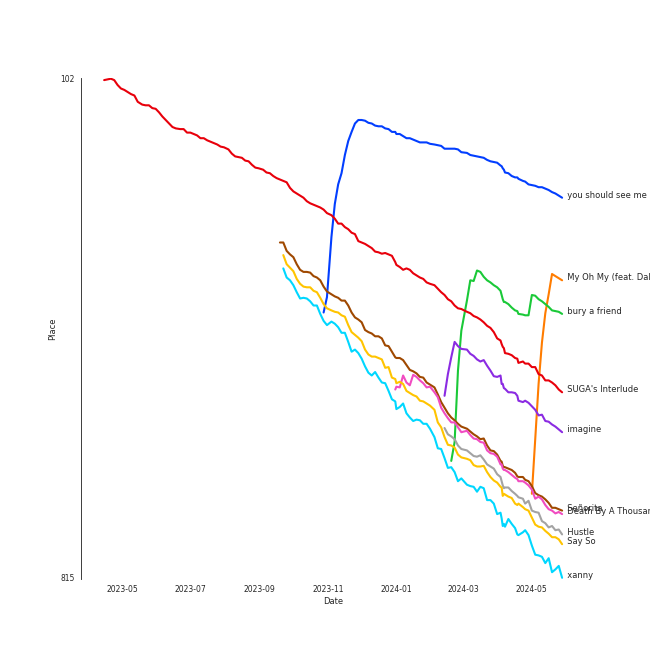 102
you should see me
My Oh My (feat. Dal
bury a friend
Place
SUGA's Interlude
imagine
Señorita
Death By A Thousan
Hustle
Say So
815
xanny
2023-05
2023-07
2023-09
2023-11
2024-01
2024-03
2024-05
Date